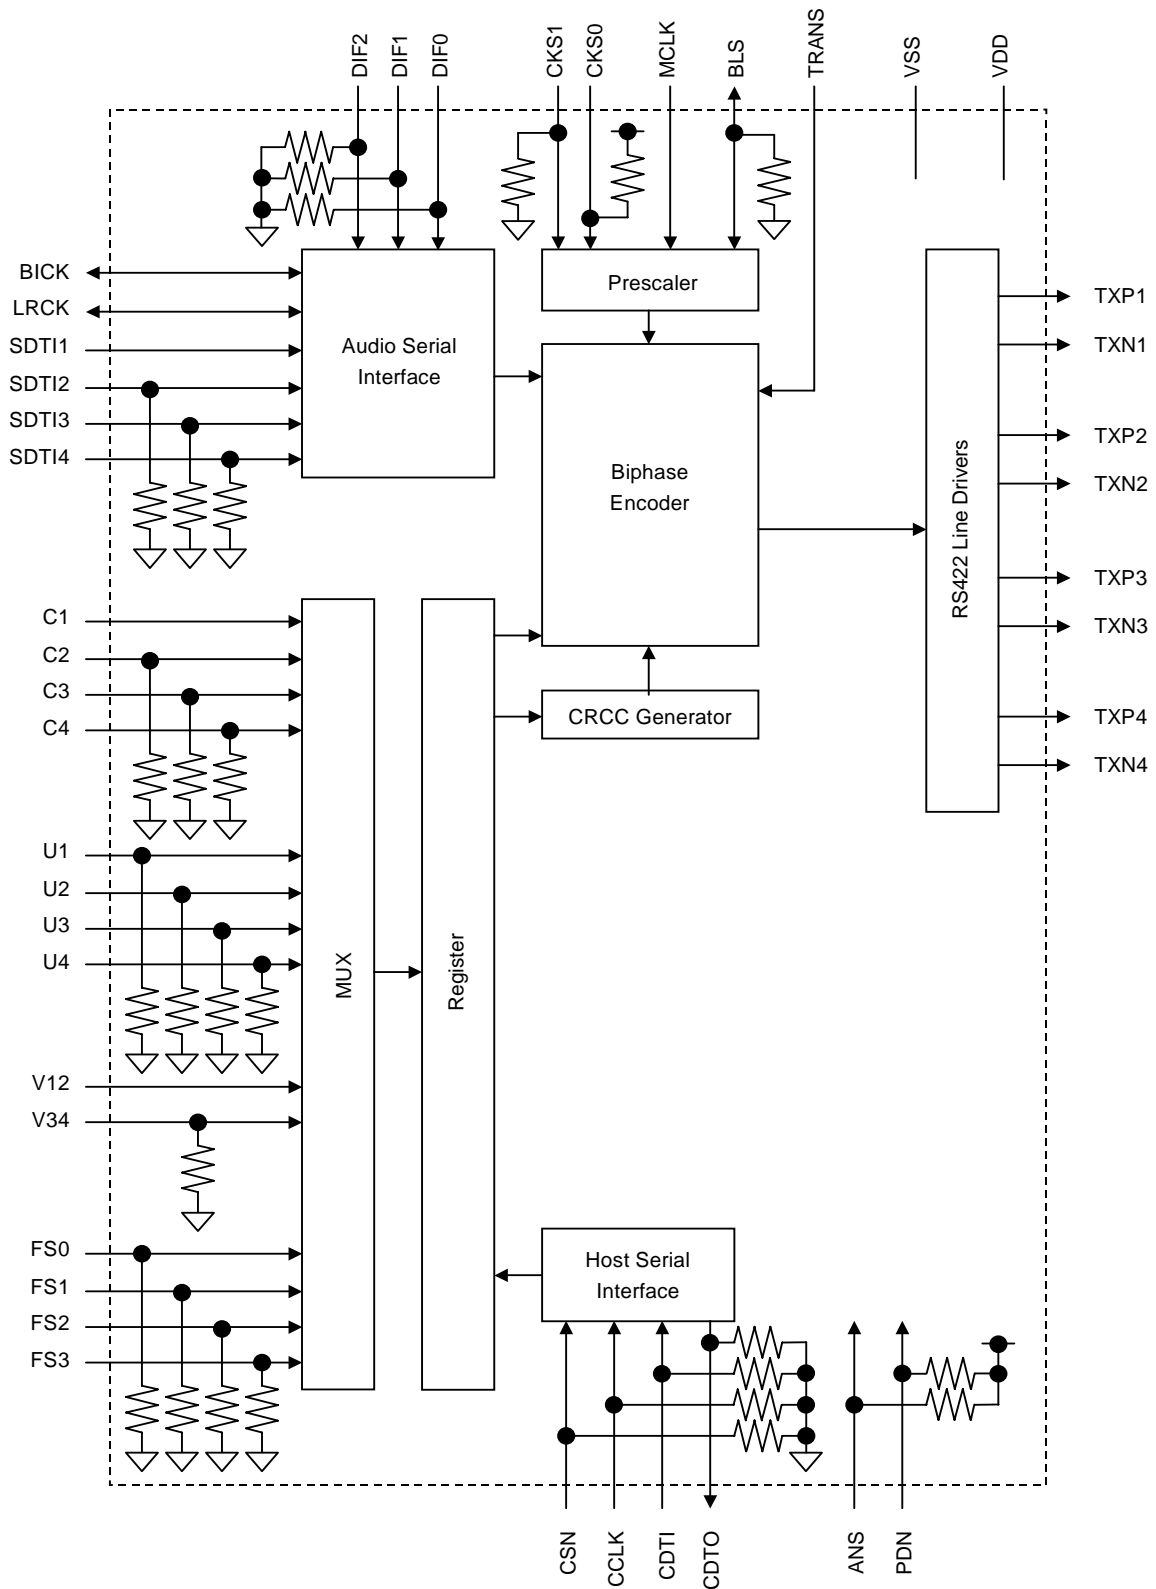 DIF2
DIF1
DIF0
CKS1
CKS0
MCLK
BLS
TRANS
VSS
VDD
BICK
LRCK
SDTI1
SDTI2
SDTI3
SDTI4
Audio Serial
Interface
Prescaler
Biphase
Encoder
RS422 Line Drivers
TXP1
TXN1
TXP2
TXN2
TXP3
TXN3
TXP4
TXN4
C1
C2
C3
C4
CRCC Generator
U1
U2
U3
U4
MUX
Register
V12
V34
FS0
FS1
FS2
FS3
Host Serial
Interface
CSN
CCLK
CDTI
CDTO
ANS
PDN